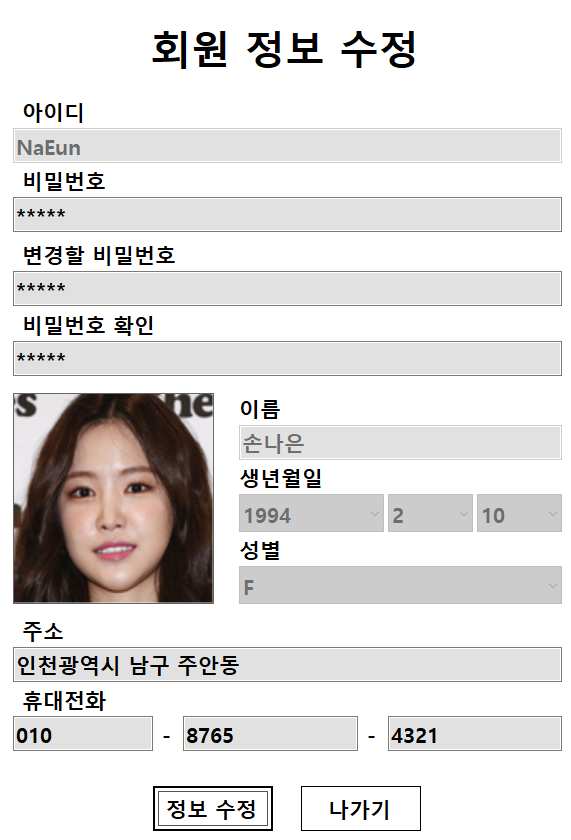 회원 정보 수정
아이디
NaEun
비밀번호
*****
변경할 비밀번호
*****
비밀번호 확인
*****
es
he
이름
손나은
생년월일
1994 2 10
성별
F
주소
인천광역시 남구 주안동
휴대전화
010 - 8765 - 4321
정보 수정 나가기